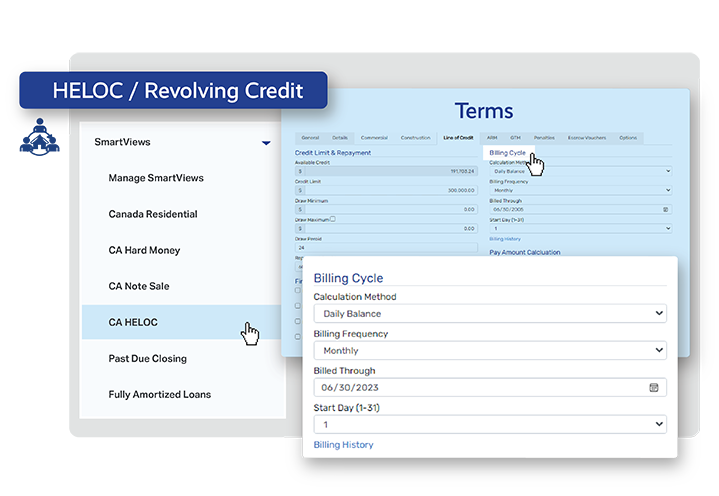 HELOC / Revolving Credit
SmartViews
Manage SmartViews
Canada Residential
CA Hard Money
CA Note Sale
CA HELOC
Past Due Closing
Fully Amortized Loans
Terms
General Details Commercial Construction Line of Credit ARM GTM Penalties Escrow Vouchers Options
Credit Limit & Repayment
Available Credit
$ 191,703.24
Credit Limit
$ 300,000.00
Draw Minimum
$ 0.00
Draw Maximum
$ 0.00
Draw Period
24
Billing Cycle
Calculation Method
Daily Balance
Billing Frequency
Monthly
Billed Through
06/30/2005
Start Day (1-31)
1
Billing History
Pay Amount Calcluation
Billing Cycle
Calculation Method
Daily Balance
Billing Frequency
Monthly
Billed Through
06/30/2023
Start Day (1-31)
1
Billing History